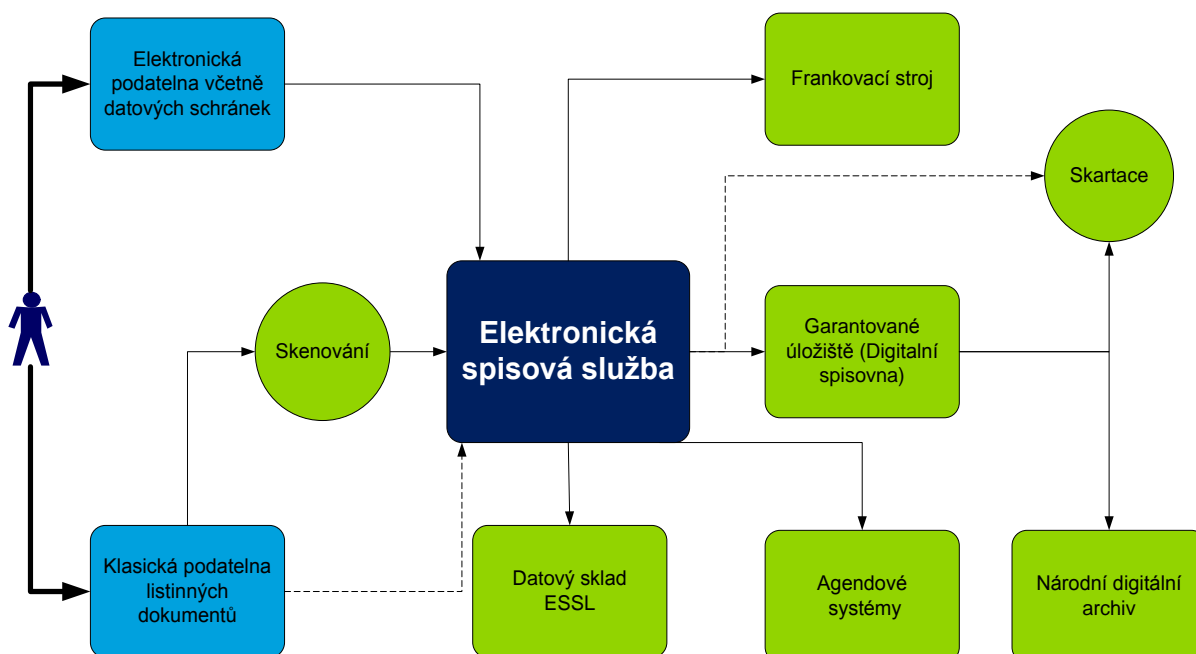 Elektronická
podatelna včetně
datových schránek
Frankovací stroj
Skartace
Skenování
Elektronická
spisová služba
Garantované
úložiště (Digitalní
spisovna)
Klasická podatelna
listinných
dokumentů
Datový sklad
ESSL
Agendové
systémy
Národní digitální
archiv